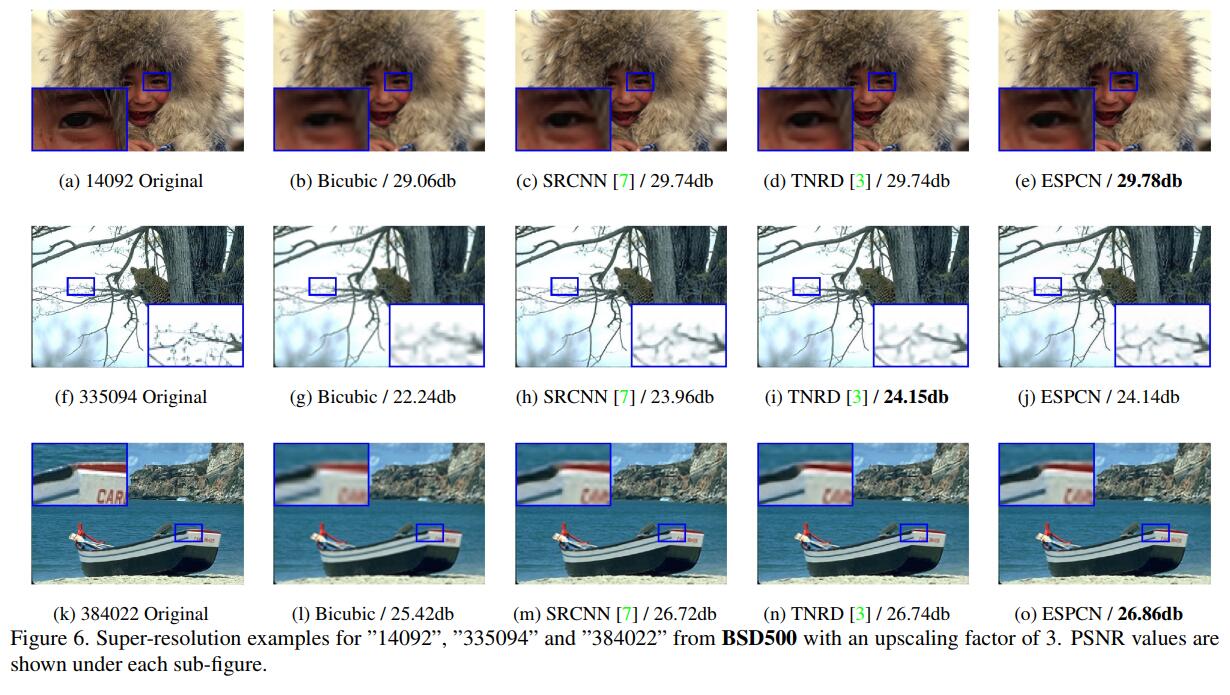 CAR
(a) 14092 Original
(b) Bicubic / 29.06db
(c) SRCNN [7] / 29.74db
(d) TNRD [3] / 29.74db
(e) ESPCN / 29.78db
(f) 335094 Original
(g) Bicubic / 22.24db
(h) SRCNN [7] / 23.96db
(i) TNRD [3] / 24.15db
(j) ESPCN / 24.14db
(k) 384022 Original
(l) Bicubic / 25.42db
(m) SRCNN [7] / 26.72db
(n) TNRD [3] / 26.74db
(o) ESPCN / 26.86db
Figure 6. Super-resolution examples for ”14092”, ”335094” and ”384022” from BSD500 with an upscaling factor of 3. PSNR values are
shown under each sub-figure.